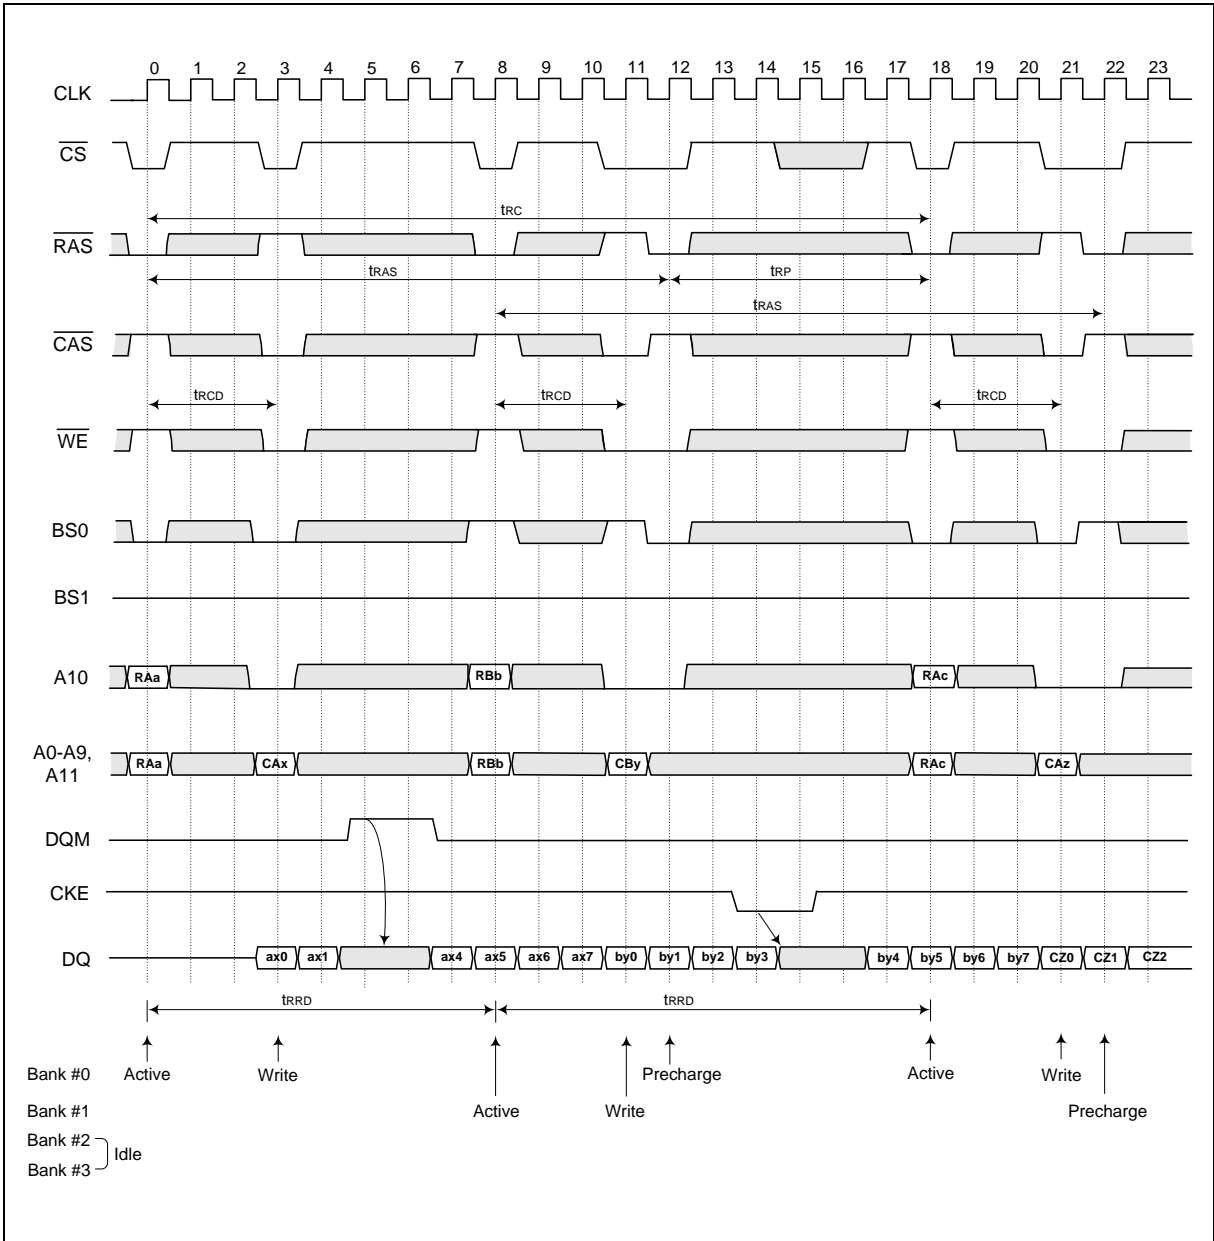 0 1 2 3 4 5 6 7 8 9 10 11 12 13 14 15 16 17 18 19 20 21 22 23
CLK
CS
tRC
RAS
tRAS tRP
tRAS
CAS
tRCD tRCD tRCD
WE
BS0
BS1
A10 RAa RBb RAc
A0-A9,
A11 RAa CAx RBb CBy RAc CAz
DQM
CKE
DQ ax0 ax1 ax4 ax5 ax6 ax7 by0 by1 by2 by3 by4 by5 by6 by7 CZ0 CZ1 CZ2
tRRD tRRD
Bank #0 Active Write Precharge Active Write
Bank #1 Active Write Precharge
Bank #2
Idle
Bank #3